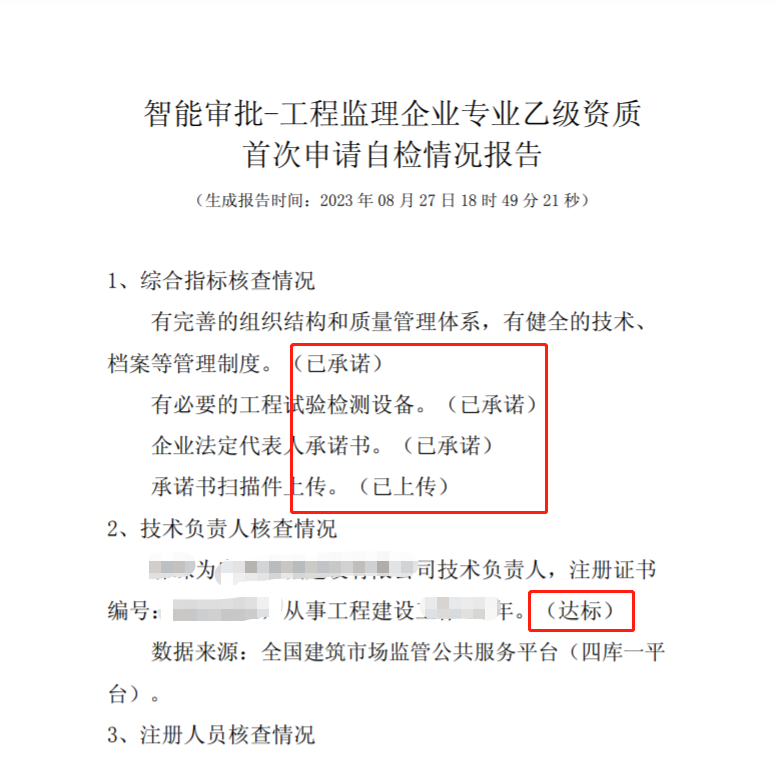 智能审批-工程监理企业专业乙级资质
首次申请自检情况报告
（生成报告时间：2023 年 08 月 27 日 18 时 49 分 21 秒）
1、综合指标核查情况
有完善的组织结构和质量管理体系，有健全的技术、
档案等管理制度。（已承诺）
有必要的工程试验检测设备。（已承诺）
企业法定代表人承诺书。（已承诺）
承诺书扫描件上传。（已上传）
2、技术负责人核查情况
为 司技术负责人，注册证书
编号： 从事工程建设 年。（达标）
数据来源：全国建筑市场监管公共服务平台（四库一平
台）。
3、注册人员核查情况